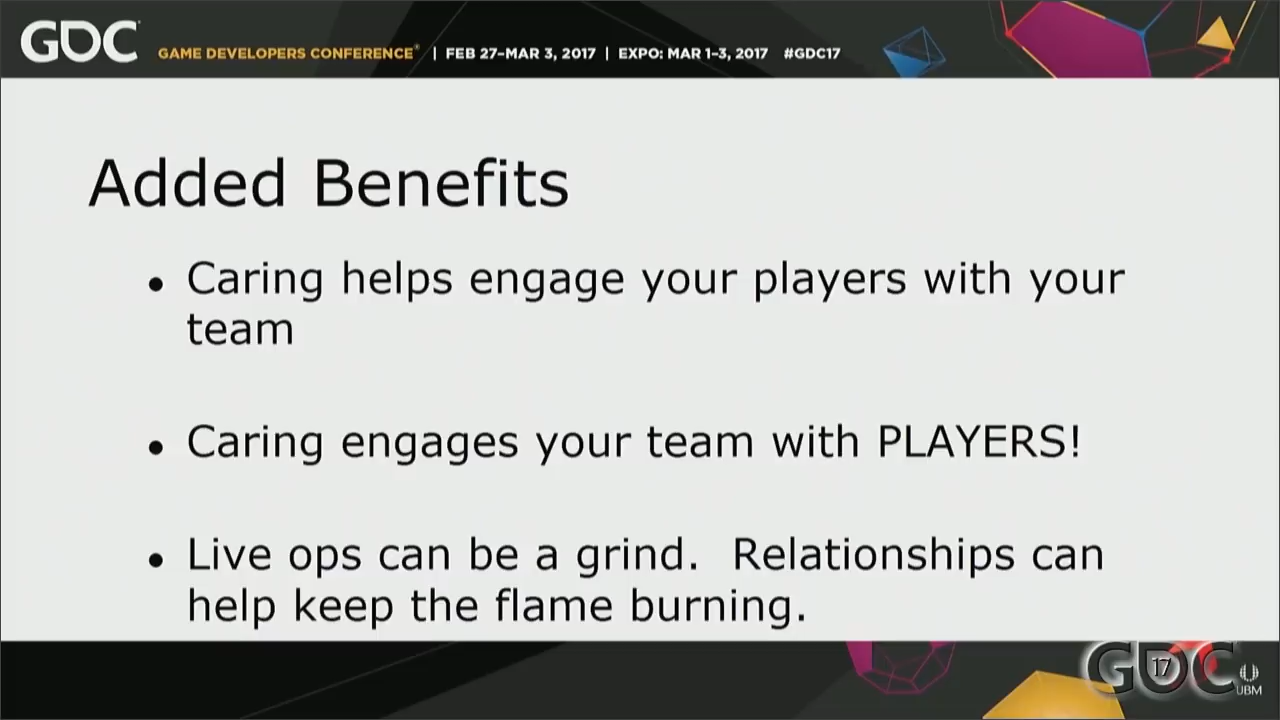 GDC GAME DEVELOPERS CONFERENCE® | FEB 27–MAR 3, 2017 | EXPO: MAR 1–3, 2017 #GDC17
Added Benefits
• Caring helps engage your players with your
team
• Caring engages your team with PLAYERS!
• Live ops can be a grind. Relationships can
help keep the flame burning.
GDC 17
UBM